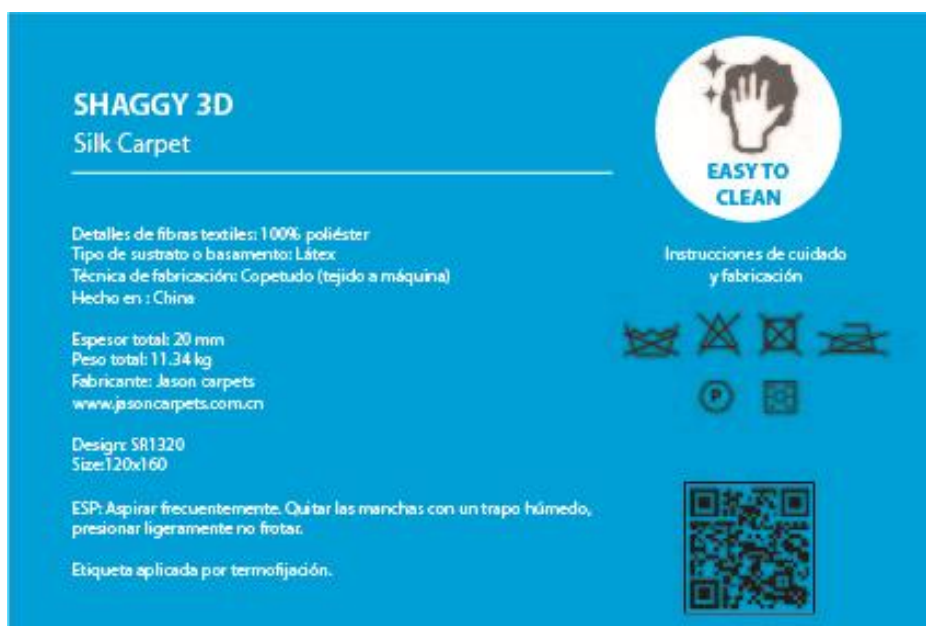 SHAGGY 3D
Silk Carpet
EASY TO
CLEAN
Detalles de fibras textiles: 100% poliéster
Tipo de sustrato o basamento: Látex
Técnica de fabricación: Copetudo (tejido a máquina)
Hecho en : China
Espesor total: 20 mm
Peso total: 11.34 kg
Fabricante: Jason carpets
www.jasoncarpets.com.cn
Design: SR1320
Size:120x160
ESP: Aspirar frecuentemente. Quitar las manchas con un trapo húmedo,
presionar ligeramente no frotar.
Etiqueta aplicada por termofijación.
Instrucciones de cuidado
y fabricación
P